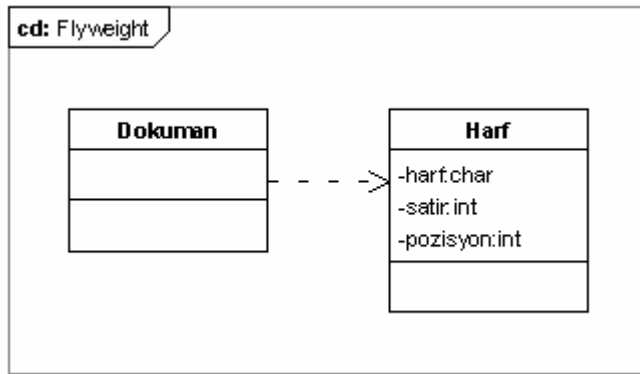 cd: Flyweight
Dokuman
Harf
-harf:char
-satir:int
-pozisyon:int